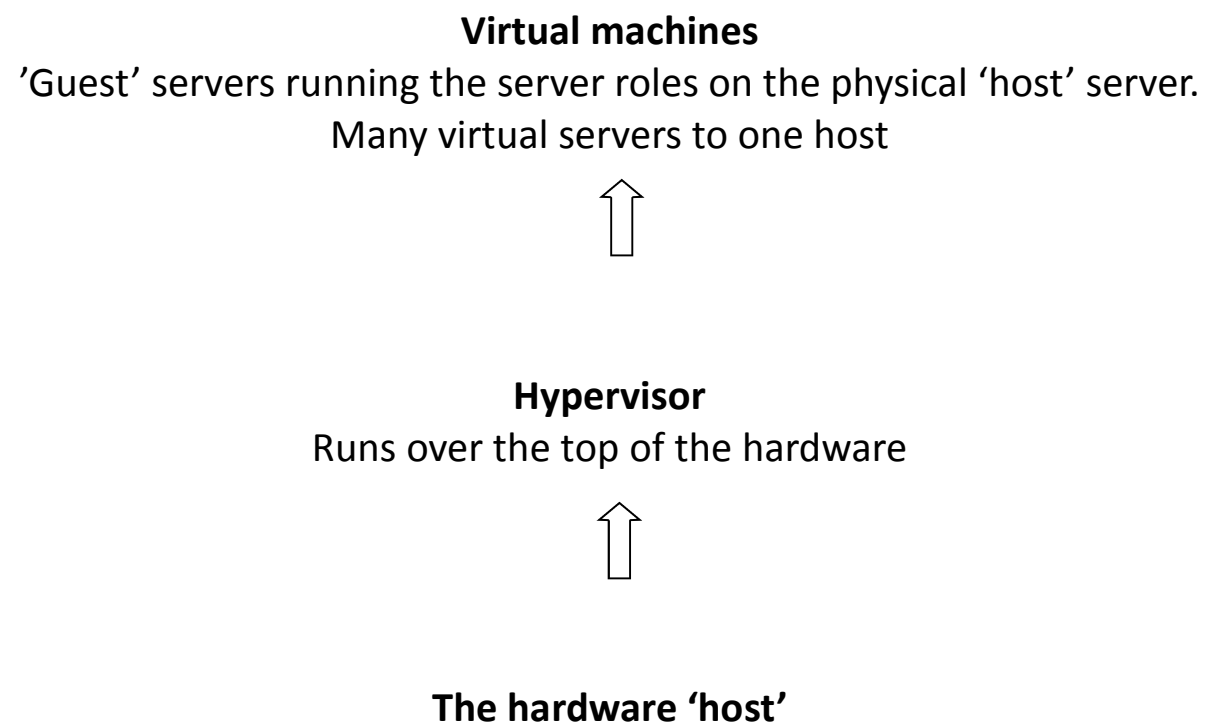 Virtual machines
’Guest’ servers running the server roles on the physical ‘host’ server.
Many virtual servers to one host
Hypervisor
Runs over the top of the hardware
The hardware ‘host’